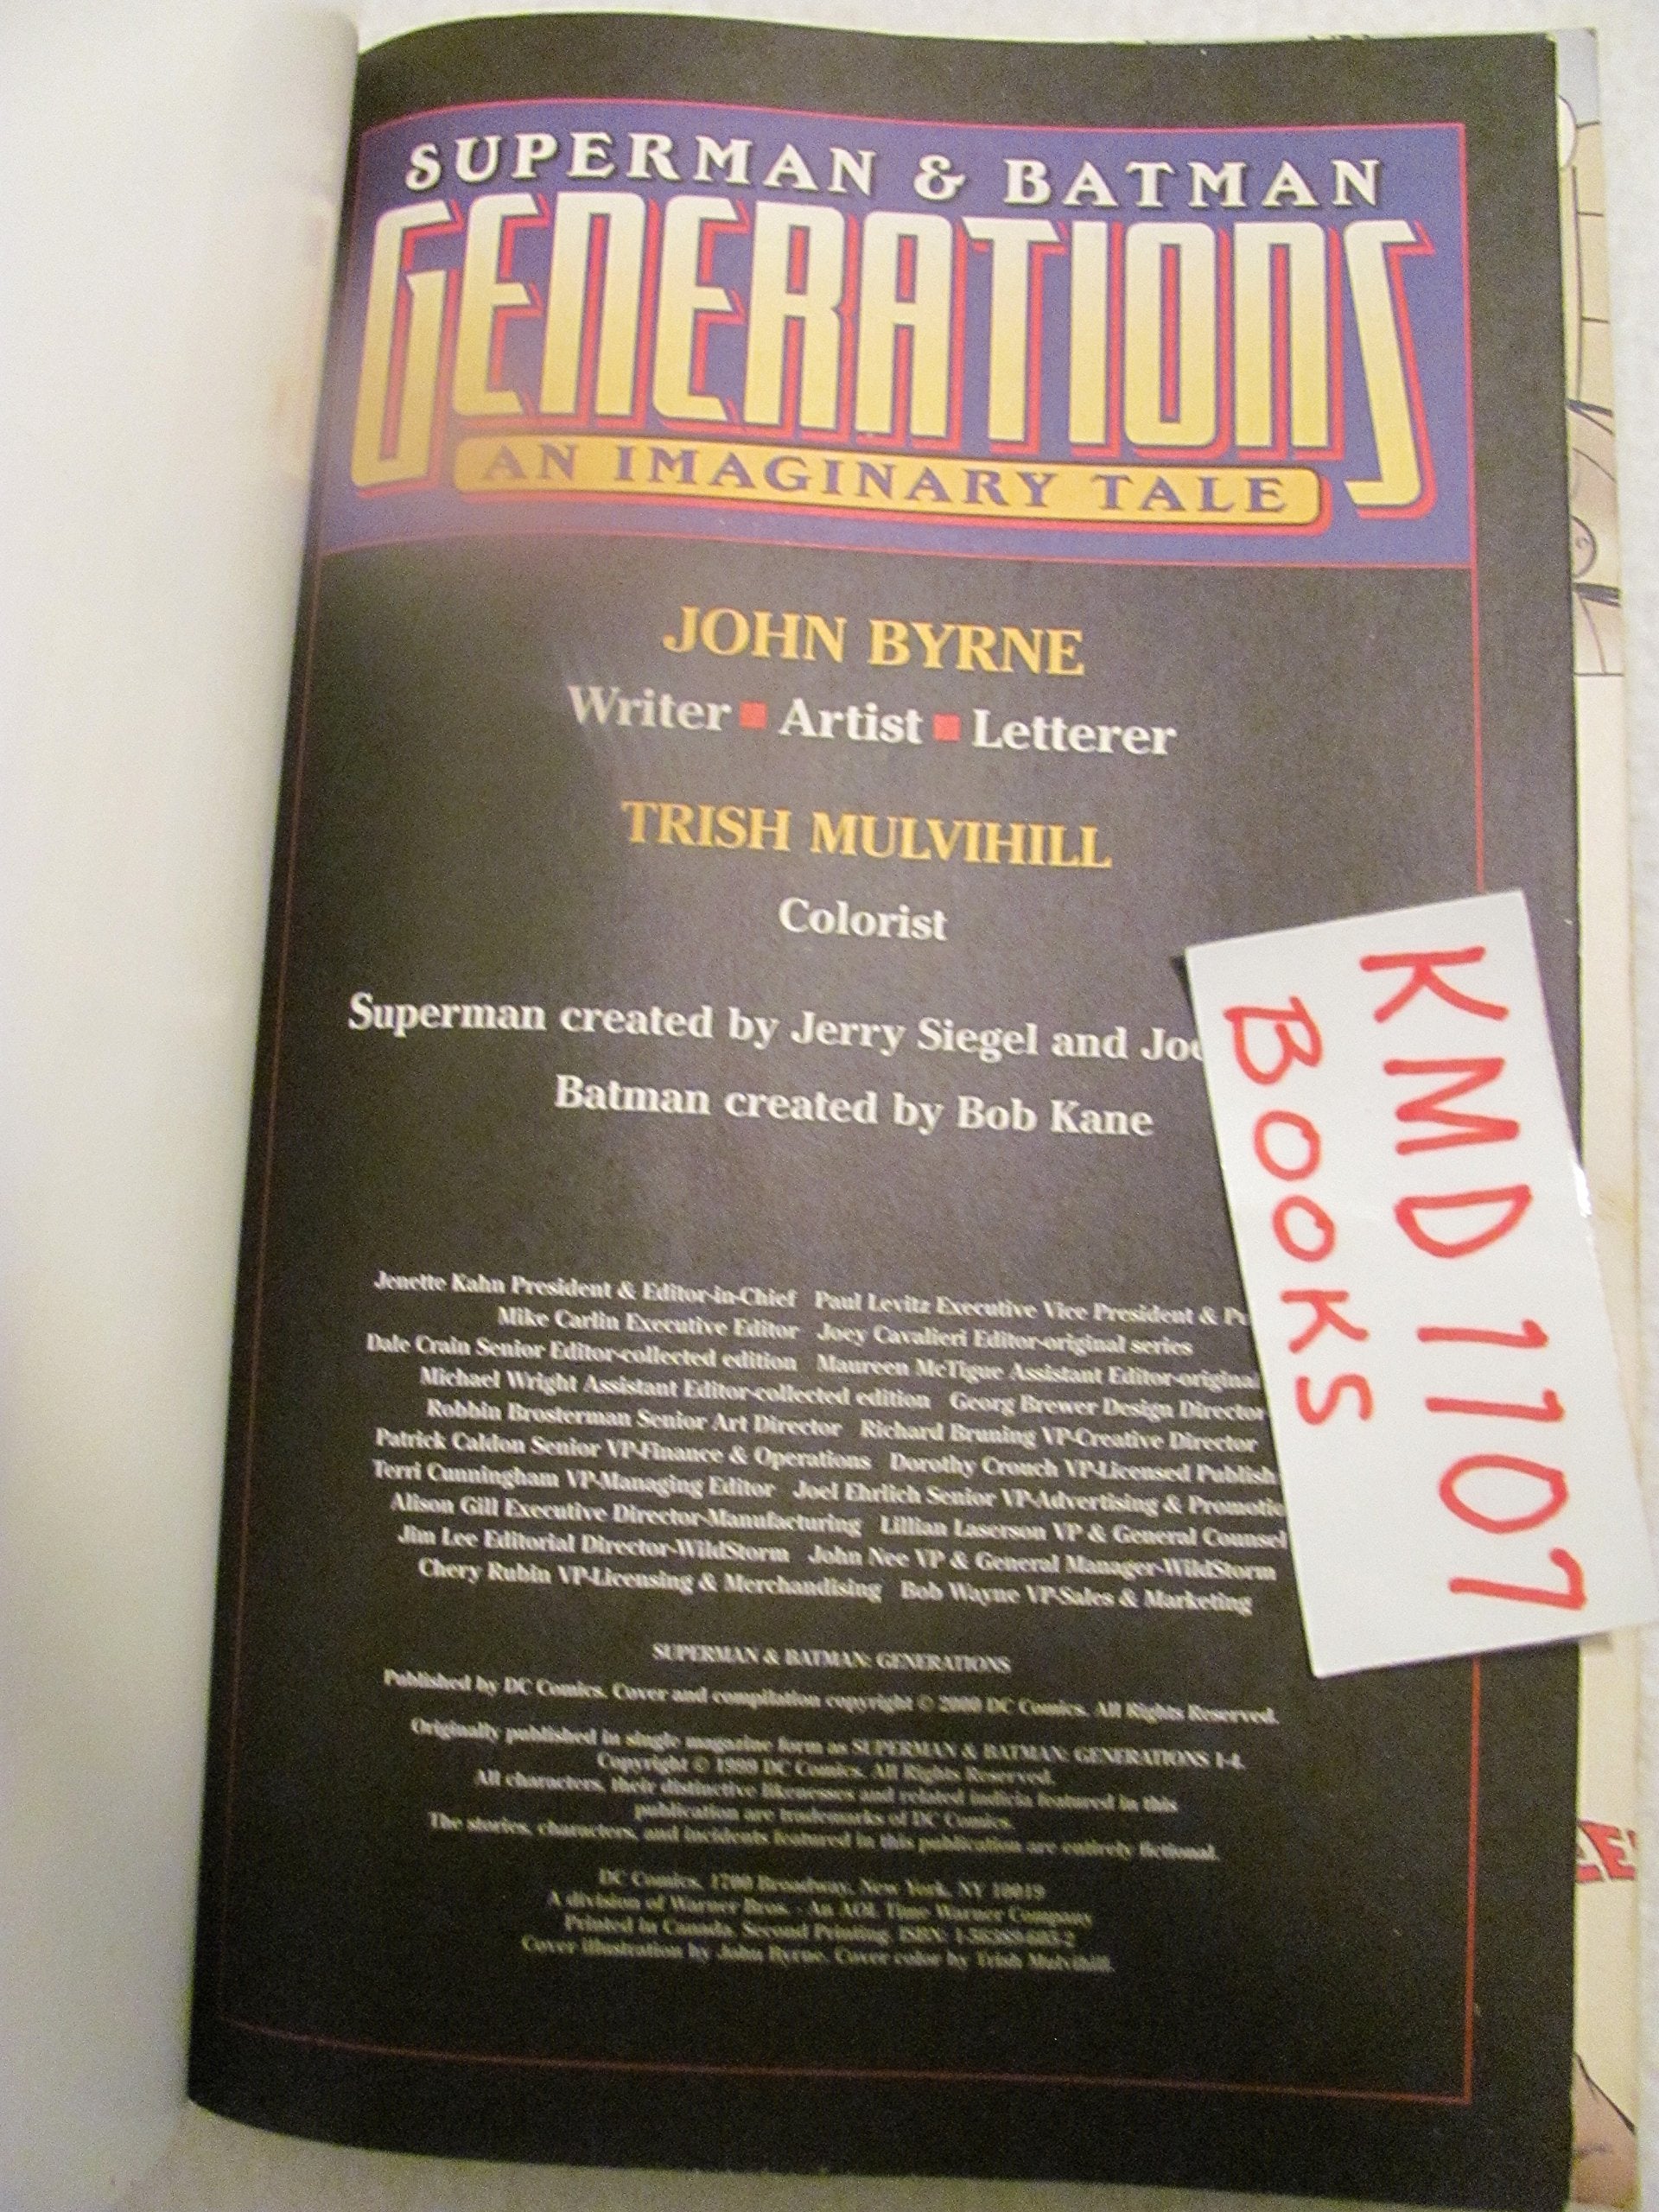 SUPERMAN & BATMAN
GENERATIONS
AN IMAGINARY TALE
JOHN BYRNE
Writer ■ Artist ■ Letterer
TRISH MULVIHILL
Colorist
Superman created by Jerry Siegel and Joe
Batman created by Bob Kane
Jenette Kahn President & Editor-in-Chief Paul Levitz Executive Vice President &
Mike Carlin Executive Editor Joey Cavalieri Editor-original series
Dale Crain Senior Editor-collected edition Maureen McTigue Assistant Editor-original
Michael Wright Assistant Editor-collected edition Georg Brewer Design Director
Robbin Brosterman Senior Art Director Richard Bruning VP-Creative Director
Patrick Caldon Senior VP-Finance & Operations Dorothy Crouch VP-Licensed Publish
Terri Cunningham VP-Managing Editor Joel Ehrlich Senior VP-Advertising & Promotio
Alison Gill Executive Director-Manufacturing Lillian Laserson VP & General Counsel
Jim Lee Editorial Director-WildStorm John Nee VP & General Manager-WildStorm
Chery Rubin VP-Licensing & Merchandising Bob Wayne VP-Sales & Marketing
SUPERMAN & BATMAN: GENERATIONS
Published by DC Comics. Cover and compilation copyright © 2000 DC Comics. All Rights Reserved.
Originally published in single magazine form as SUPERMAN & BATMAN: GENERATIONS 1-4.
Copyright © 1999 DC Comics. All Rights Reserved.
All characters, their distinctive likenesses and related indicia featured in this
publication are trademarks of DC Comics.
The stories, characters, and incidents featured in this publication are entirely fictional.
DC Comics, 1700 Broadway, New York, NY 10019
A division of Warner Bros. - An AOL Time Warner Company
Printed in Canada. Second Printing. ISBN:
Cover illustration by John Byrne. Cover color by Trish Mulvihill.
KMD 1107
BOOKS